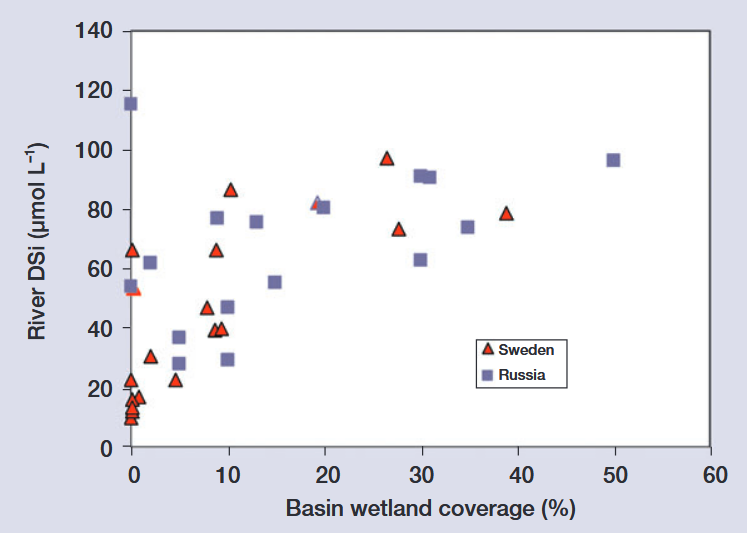 140
120
100
80
60
40
20
0
River DSi (µmol L⁻¹)
Sweden
Russia
0 10 20 30 40 50 60
Basin wetland coverage (%)